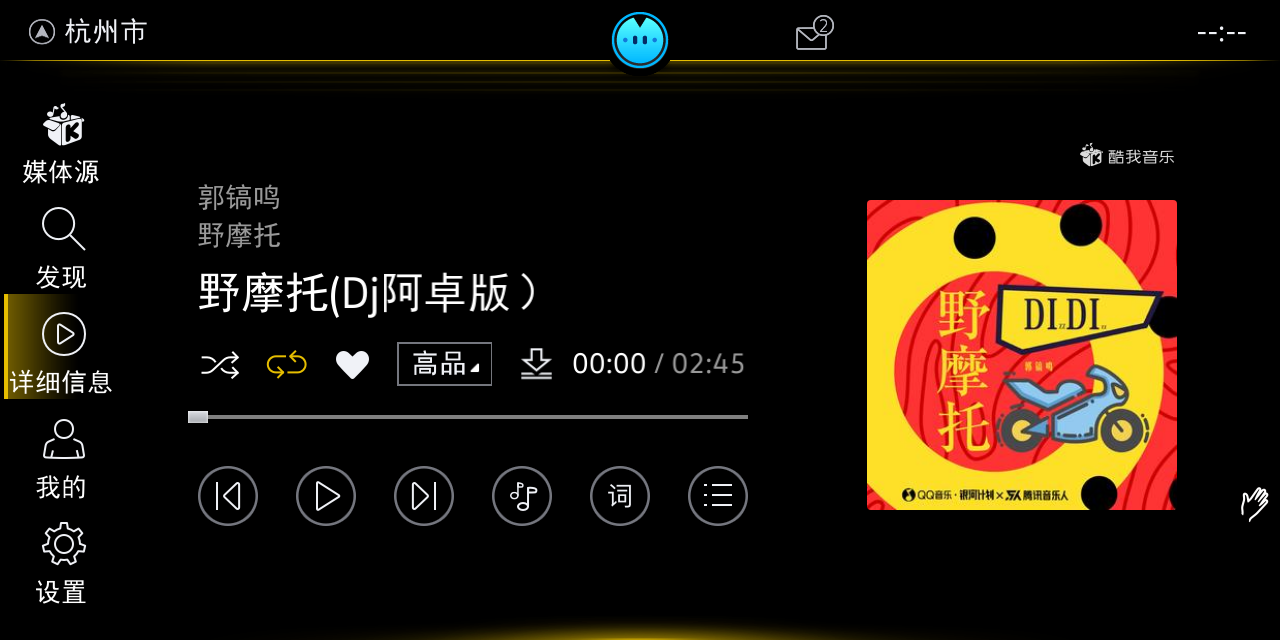 杭州市
2
--:--
媒体源
发现
详细信息
我的
设置
酷我音乐
郭镐鸣
野摩托
野摩托(Dj阿卓版）
高品
00:00 / 02:45
词
野摩托
DI DI
郭镐鸣
QQ音乐·银河计划×腾讯音乐人